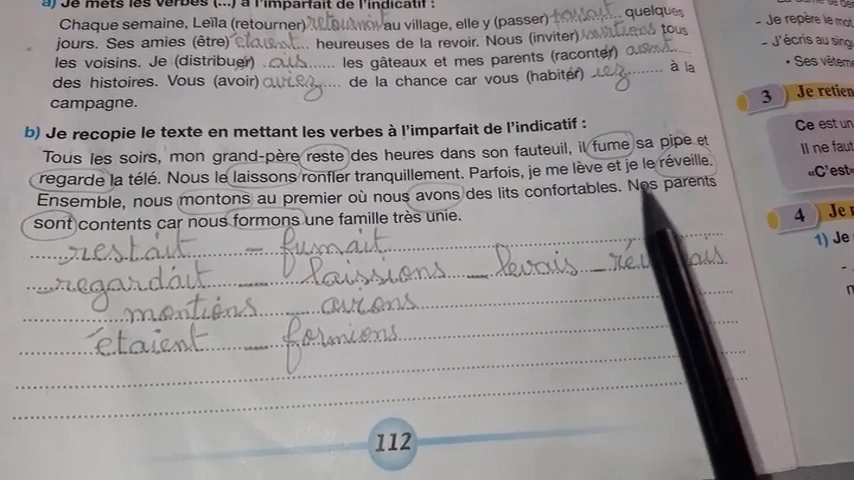 a) Je mets les verbes (...) à l'imparfait de l'indicatif :
Chaque semaine, Leïla (retourner) retournait au village, elle y (passer) passait quelques
jours. Ses amies (être) étaient heureuses de la revoir. Nous (inviter) invitions tous
les voisins. Je (distribuer) .ais...... les gâteaux et mes parents (raconter) aient
des histoires. Vous (avoir) aviez .... de la chance car vous (habiter) iez ........ à la
campagne.
b) Je recopie le texte en mettant les verbes à l'imparfait de l'indicatif :
Tous les soirs, mon grand-père reste des heures dans son fauteuil, il fume sa pipe et
regarde la télé. Nous le laissons ronfler tranquillement. Parfois, je me lève et je le réveille.
Ensemble, nous montons au premier où nous avons des lits confortables. Nos parents
sont contents car nous formons une famille très unie.
restait - fumait
regardait - laissions - levais - ais
montions - avions
étaient - formions
112
- Je repère le mot
- J'écris au sing
• Ses vêteme
3 Je retien
Ce est un
Il ne faut
«C'est»
4 Je r
1) Je
-